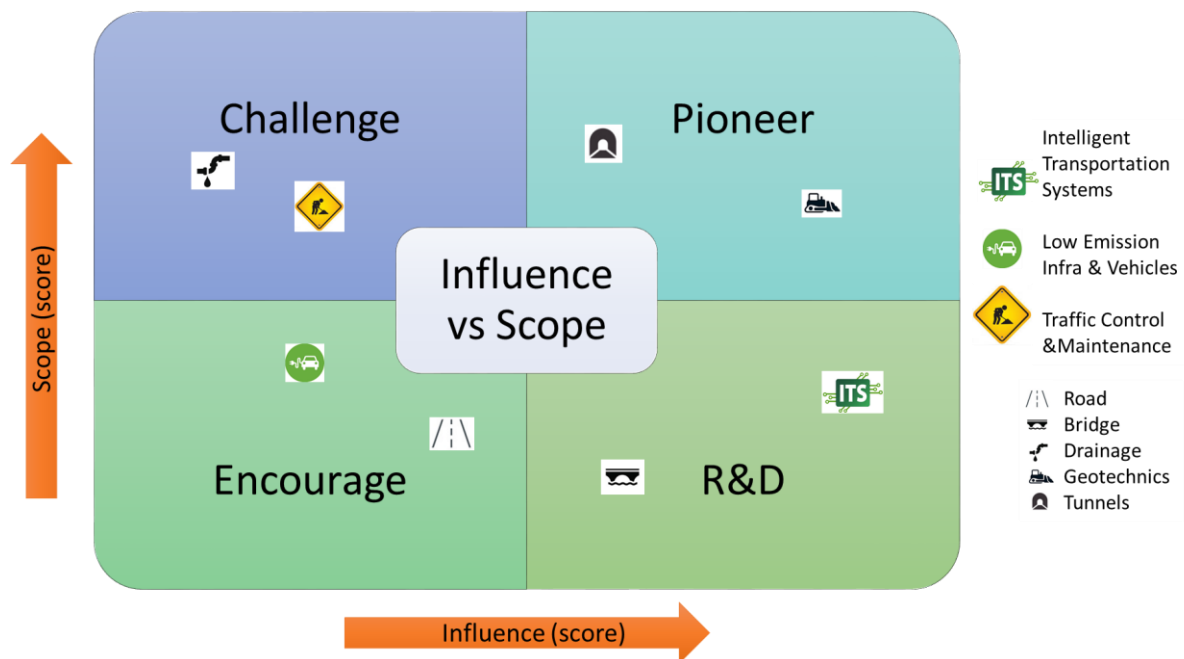 Challenge
Pioneer
Influence
vs Scope
Encourage
R&D
ITS
Scope (score)
Influence (score)
ITS
Intelligent
Transportation
Systems
Low Emission
Infra & Vehicles
Traffic Control
&Maintenance
Road
Bridge
Drainage
Geotechnics
Tunnels